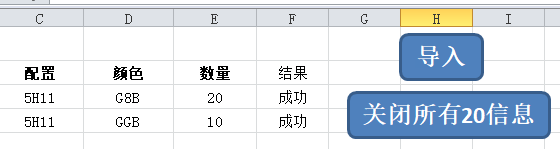 C D E F G H I
导入
配置 顏色 数量 结果
5H11 G8B 20 成功
关闭所有20信息
5H11 GGB 10 成功